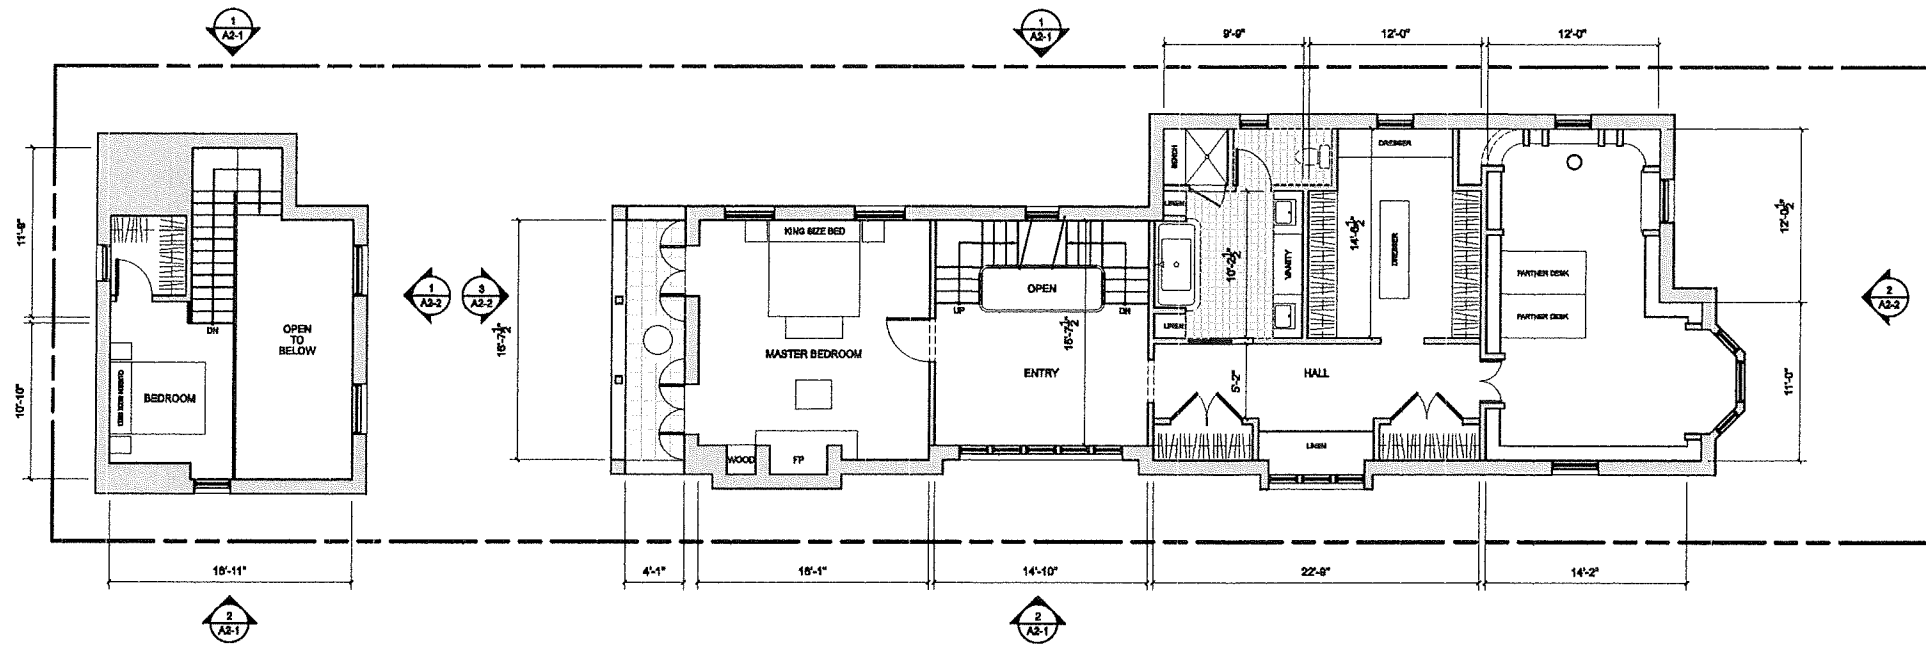 1
A2-1
1
A2-1
9'-9"
12'-0"
12'-0"
BENCH
DRESSER
LINEN
KING SIZE BED
11'-9"
14'-6½"
12'-0½"
DRESSER
VANITY
10'-2½"
PARTNER DESK
OPEN
1
A2-2
3
A2-2
2
A2-2
UP
DN
DN
PARTNER DESK
LINEN
OPEN
TO
BELOW
15'-7½"
15'-7½"
MASTER BEDROOM
ENTRY
HALL
5'-2"
11'-0"
10'-10"
BEDROOM
LINEN
WOOD
FP
4'-1"
14'-10"
22'-9"
14'-2"
2
A2-1
2
A2-1